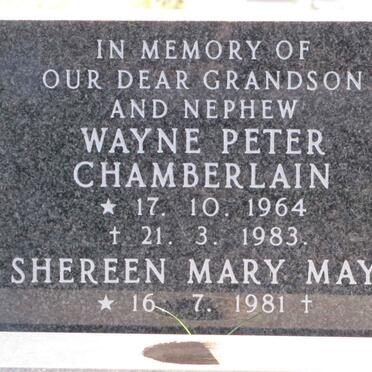 IN MEMORY OF
OUR DEAR GRANDSON
AND NEPHEW
WAYNE PETER
CHAMBERLAIN
★ 17. 10. 1964
† 21. 3. 1983.
SHEREEN MARY MAY
★ 16. 7. 1981 †